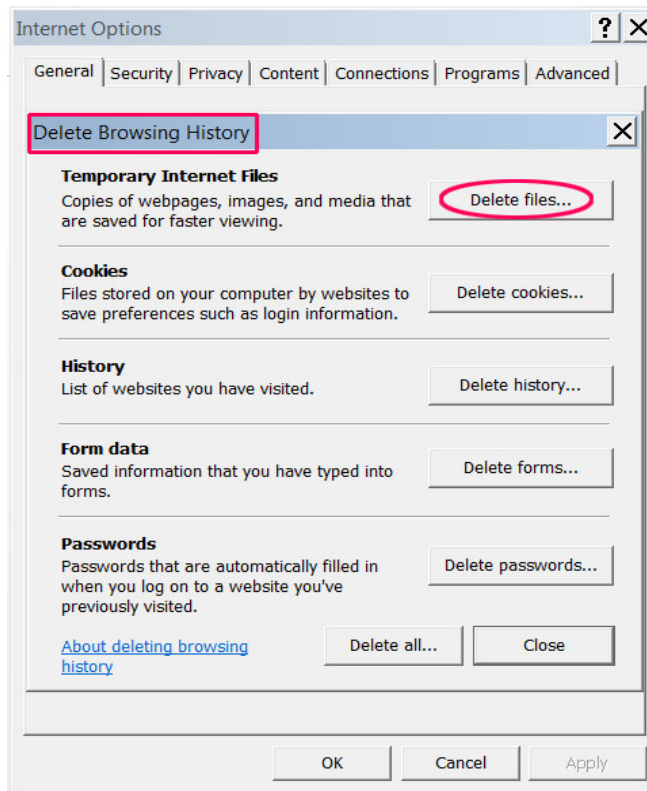 Internet Options ? X
General Security Privacy Content Connections Programs Advanced
Delete Browsing History X
Temporary Internet Files
Copies of webpages, images, and media that
are saved for faster viewing.
Delete files...
Cookies
Files stored on your computer by websites to
save preferences such as login information.
Delete cookies...
History
List of websites you have visited.
Delete history...
Form data
Saved information that you have typed into
forms.
Delete forms...
Passwords
Passwords that are automatically filled in
when you log on to a website you've
previously visited.
Delete passwords...
About deleting browsing
history
Delete all... Close
OK Cancel Apply